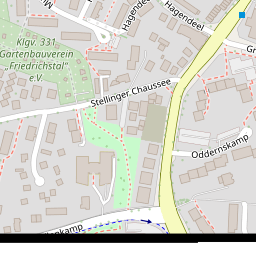 Hagendeel
Hagendeel
Klgv. 331
Gartenbauverein
„Friedrichstal“
e.V.
Stellinger Chaussee
Oddernskamp